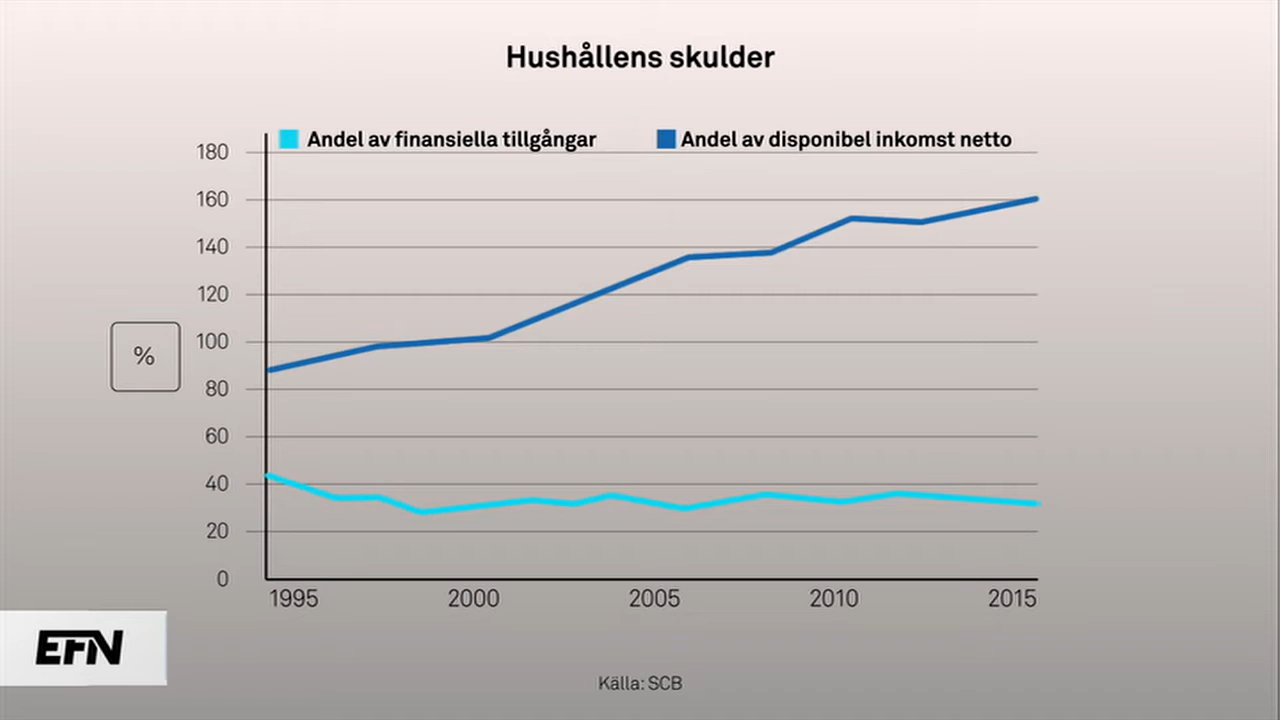 Hushållens skulder
Andel av finansiella tillgångar
Andel av disponibel inkomst netto
180
160
140
120
100
80
60
40
20
0
%
1995 2000 2005 2010 2015
EFN
Källa: SCB